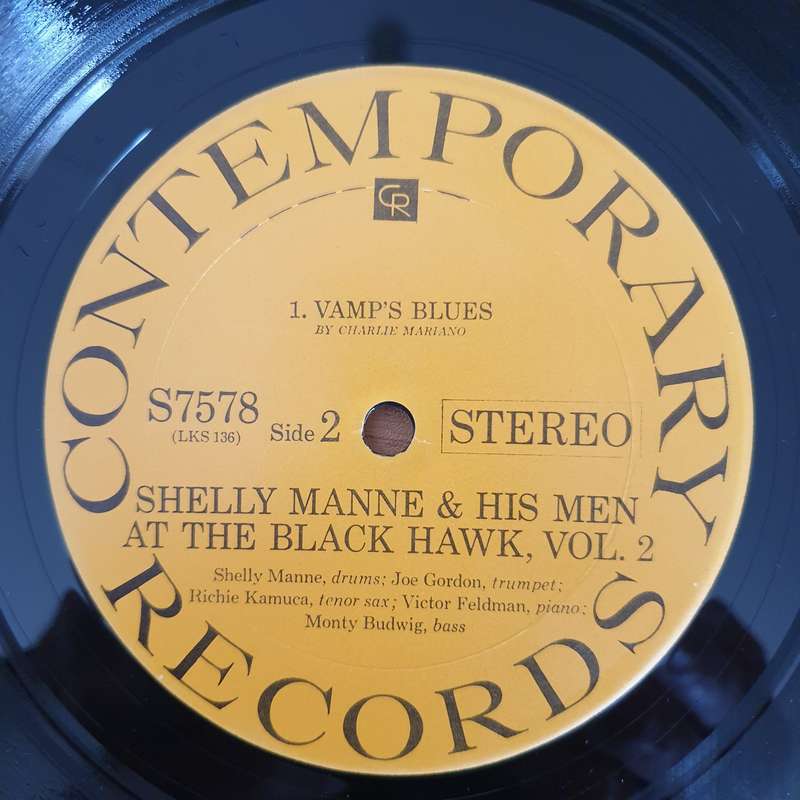 CONTEMPORARY
CR
1. VAMP'S BLUES
BY CHARLIE MARIANO
S7578
(LKS 136)
Side 2
STEREO
SHELLY MANNE & HIS MEN
AT THE BLACK HAWK, VOL. 2
Shelly Manne, drums; Joe Gordon, trumpet;
Richie Kamuca, tenor sax; Victor Feldman, piano;
Monty Budwig, bass
RECORDS